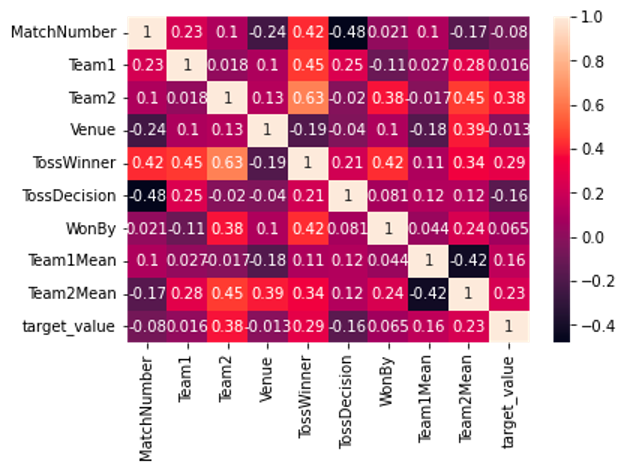 MatchNumber 1 0.23 0.1 -0.24 0.42 -0.48 0.021 0.1 -0.17 -0.08 1.0
Team1 0.23 1 0.018 0.1 0.45 0.25 -0.11 0.027 0.28 0.016 0.8
Team2 0.1 0.018 1 0.13 0.63 -0.02 0.38 -0.017 0.45 0.38 0.6
Venue -0.24 0.1 0.13 1 -0.19 -0.04 0.1 -0.18 0.39 -0.013 0.4
TossWinner 0.42 0.45 0.63 -0.19 1 0.21 0.42 0.11 0.34 0.29
TossDecision -0.48 0.25 -0.02 -0.04 0.21 1 0.081 0.12 0.12 -0.16 0.2
WonBy 0.021 -0.11 0.38 0.1 0.42 0.081 1 0.044 0.24 0.065 0.0
Team1Mean 0.1 0.027 -0.017 -0.18 0.11 0.12 0.044 1 -0.42 0.16 -0.2
Team2Mean -0.17 0.28 0.45 0.39 0.34 0.12 0.24 -0.42 1 0.23
target_value -0.08 0.016 0.38 -0.013 0.29 -0.16 0.065 0.16 0.23 1 -0.4
MatchNumber Team1 Team2 Venue TossWinner TossDecision WonBy Team1Mean Team2Mean target_value